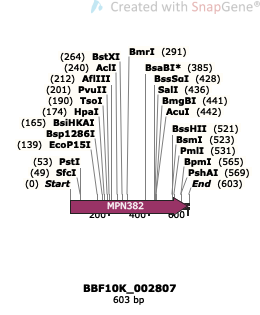 Created with SnapGene®
BmrI (291)
(264) BstXI
(240) AclI
BsaBI* (385)
(212) AflIII
BssSαI (428)
(201) PvuII
SalI (436)
(190) TsoI
BmgBI (441)
(174) HpaI
AcuI (442)
(165) BsiHKAI
BssHII (521)
Bsp1286I
BsmI (523)
(139) EcoP15I
PmlI (531)
(53) PstI
BpmI (565)
(49) SfcI
PshAI (569)
(0) Start
End (603)
MPN382
200
400
600
BBF10K_002807
603 bp